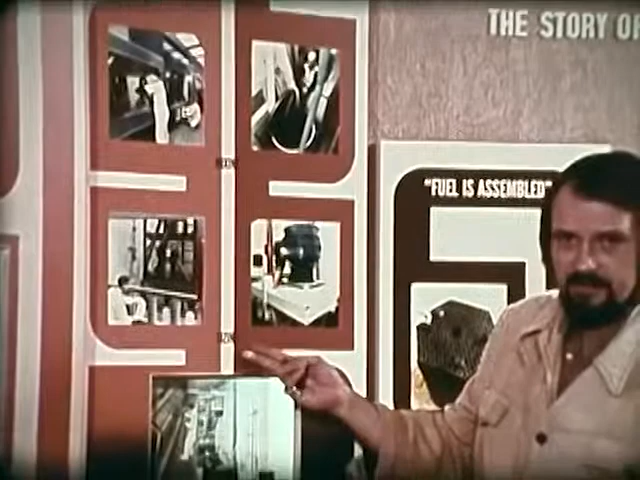 THE STORY OF
"FUEL IS ASSEMBLED"